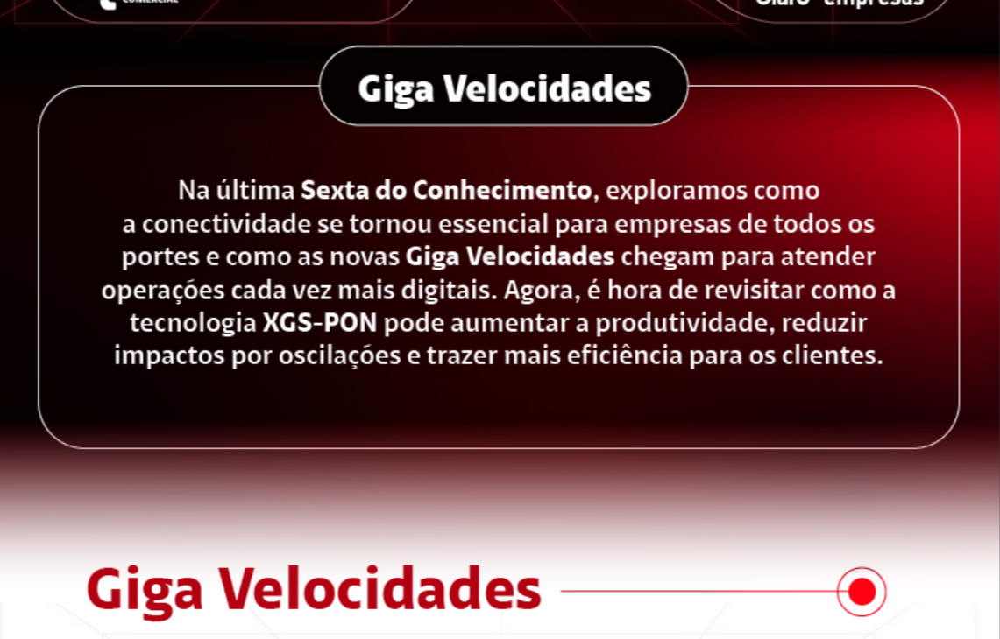 COMERCIAL
Claro empresas
Giga Velocidades
Na última Sexta do Conhecimento, exploramos como
a conectividade se tornou essencial para empresas de todos os
portes e como as novas Giga Velocidades chegam para atender
operações cada vez mais digitais. Agora, é hora de revisitar como a
tecnologia XGS-PON pode aumentar a produtividade, reduzir
impactos por oscilações e trazer mais eficiência para os clientes.
Giga Velocidades